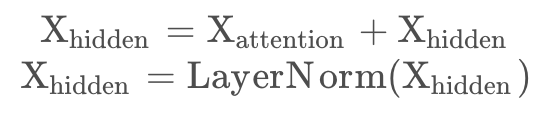 X_hidden = X_attention + X_hidden
X_hidden = LayerNorm(X_hidden)